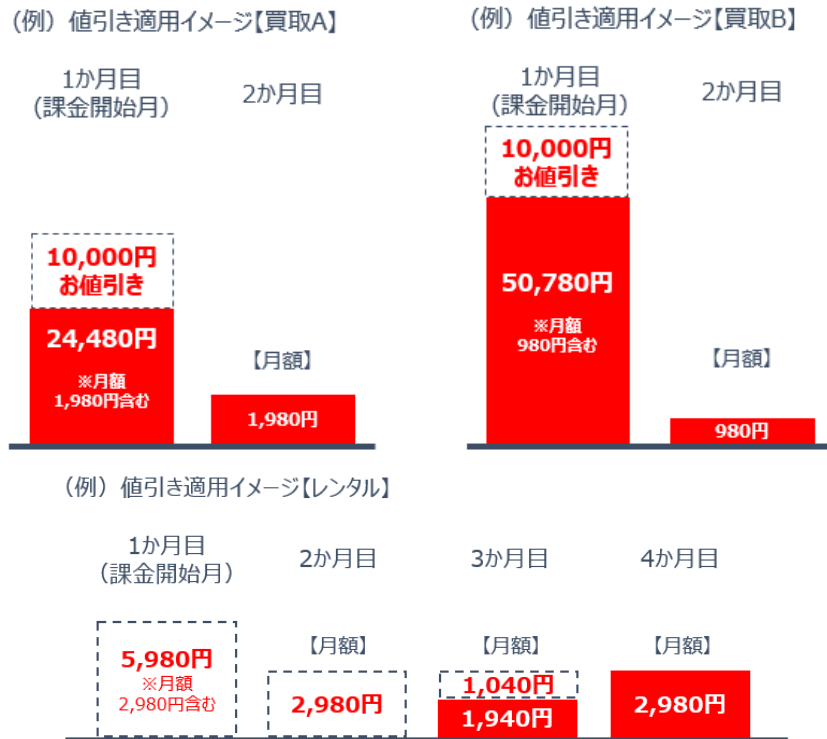 (例）値引き適用イメージ【買取A】
1か月目
(課金開始月)
2か月目
10,000円
お値引き
24,480円
※月額
1,980円含む
【月額】
1,980円
(例）値引き適用イメージ【買取B】
1か月目
(課金開始月)
2か月目
10,000円
お値引き
50,780円
※月額
980円含む
【月額】
980円
(例）値引き適用イメージ【レンタル】
1か月目
(課金開始月)
2か月目
3か月目
4か月目
5,980円
※月額
2,980円含む
【月額】
2,980円
【月額】
1,040円
1,940円
【月額】
2,980円